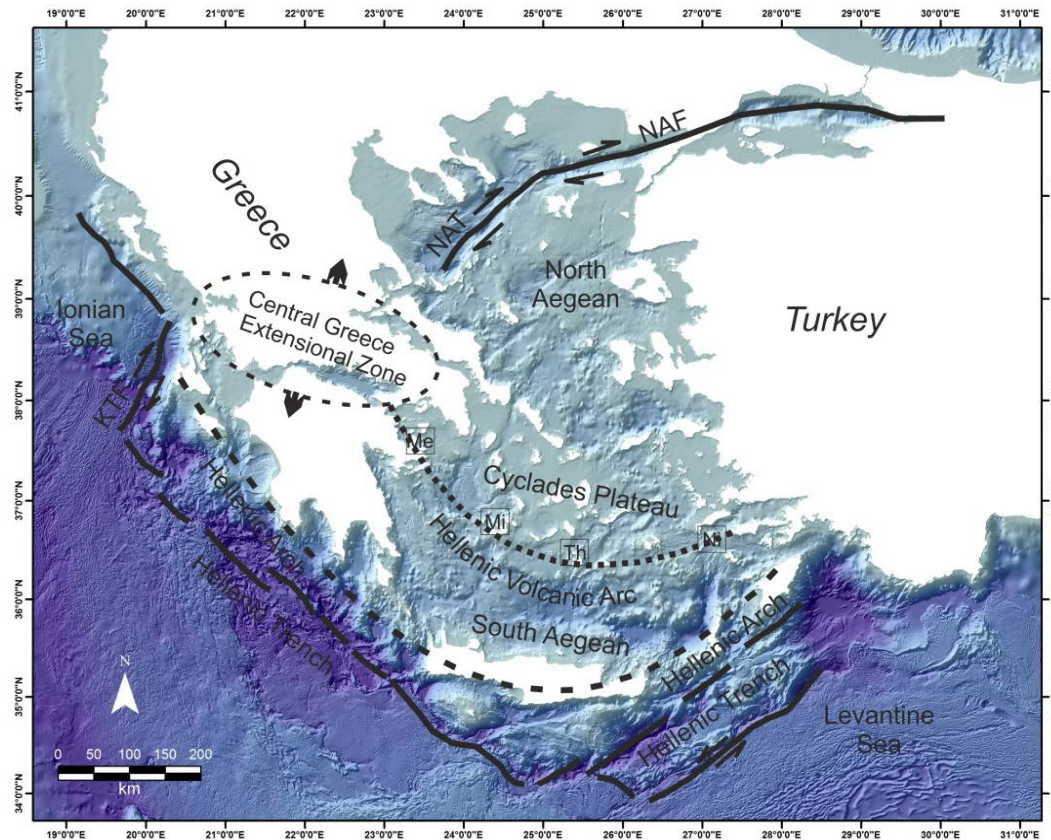 19°0'0"E 20°0'0"E 21°0'0"E 22°0'0"E 23°0'0"E 24°0'0"E 25°0'0"E 26°0'0"E 27°0'0"E 28°0'0"E 29°0'0"E 30°0'0"E 31°0'0"E
41°0'0"N
40°0'0"N
39°0'0"N
38°0'0"N
37°0'0"N
36°0'0"N
35°0'0"N
34°0'0"N
NAF
NAT
Greece
North
Aegean
Turkey
Ionian
Sea
Central Greece
Extensional Zone
KTF
Me
Mi
Th
Ni
Cyclades Plateau
Hellenic Volcanic Arc
Hellenic Arch
Hellenic Trench
South Aegean
Hellenic Arch
Hellenic Trench
Levantine
Sea
N
0 50 100 150 200
km
19°0'0"E 20°0'0"E 21°0'0"E 22°0'0"E 23°0'0"E 24°0'0"E 25°0'0"E 26°0'0"E 27°0'0"E 28°0'0"E 29°0'0"E 30°0'0"E 31°0'0"E